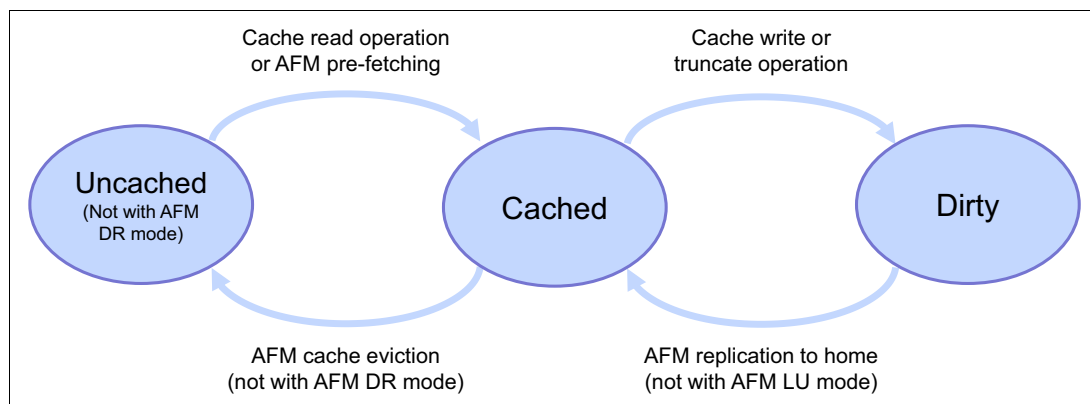 Cache read operation
or AFM pre-fetching
Cache write or
truncate operation
Uncached
(Not with AFM
DR mode)
Cached
Dirty
AFM cache eviction
(not with AFM DR mode)
AFM replication to home
(not with AFM LU mode)